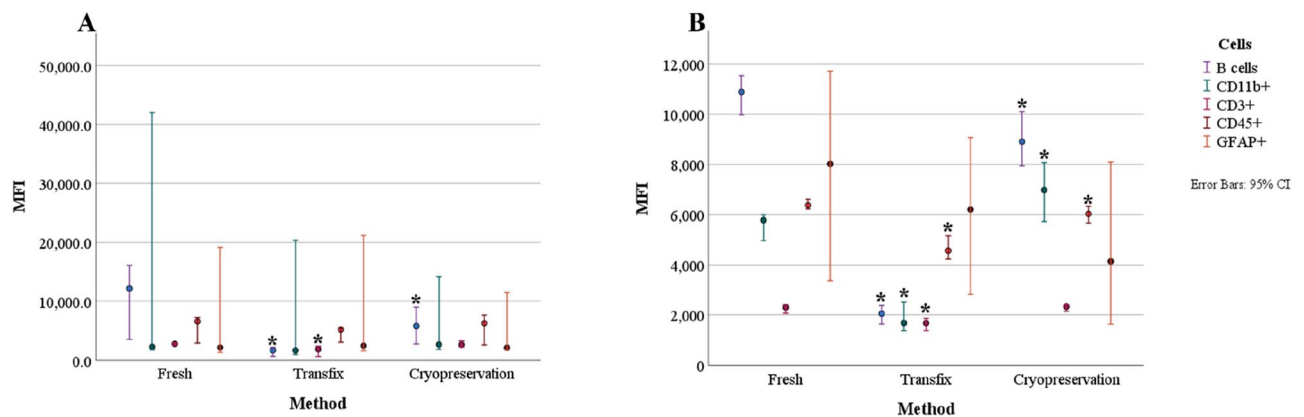 A
MFI
50,000.0
40,000.0
30,000.0
20,000.0
10,000.0
0.0
*
*
*
Fresh Transfix Cryopreservation
Method
B
MFI
12,000
10,000
8,000
6,000
4,000
2,000
0
*
*
*
*
*
*
*
Fresh Transfix Cryopreservation
Method
Cells
B cells
CD11b+
CD3+
CD45+
GFAP+
Error Bars: 95% CI